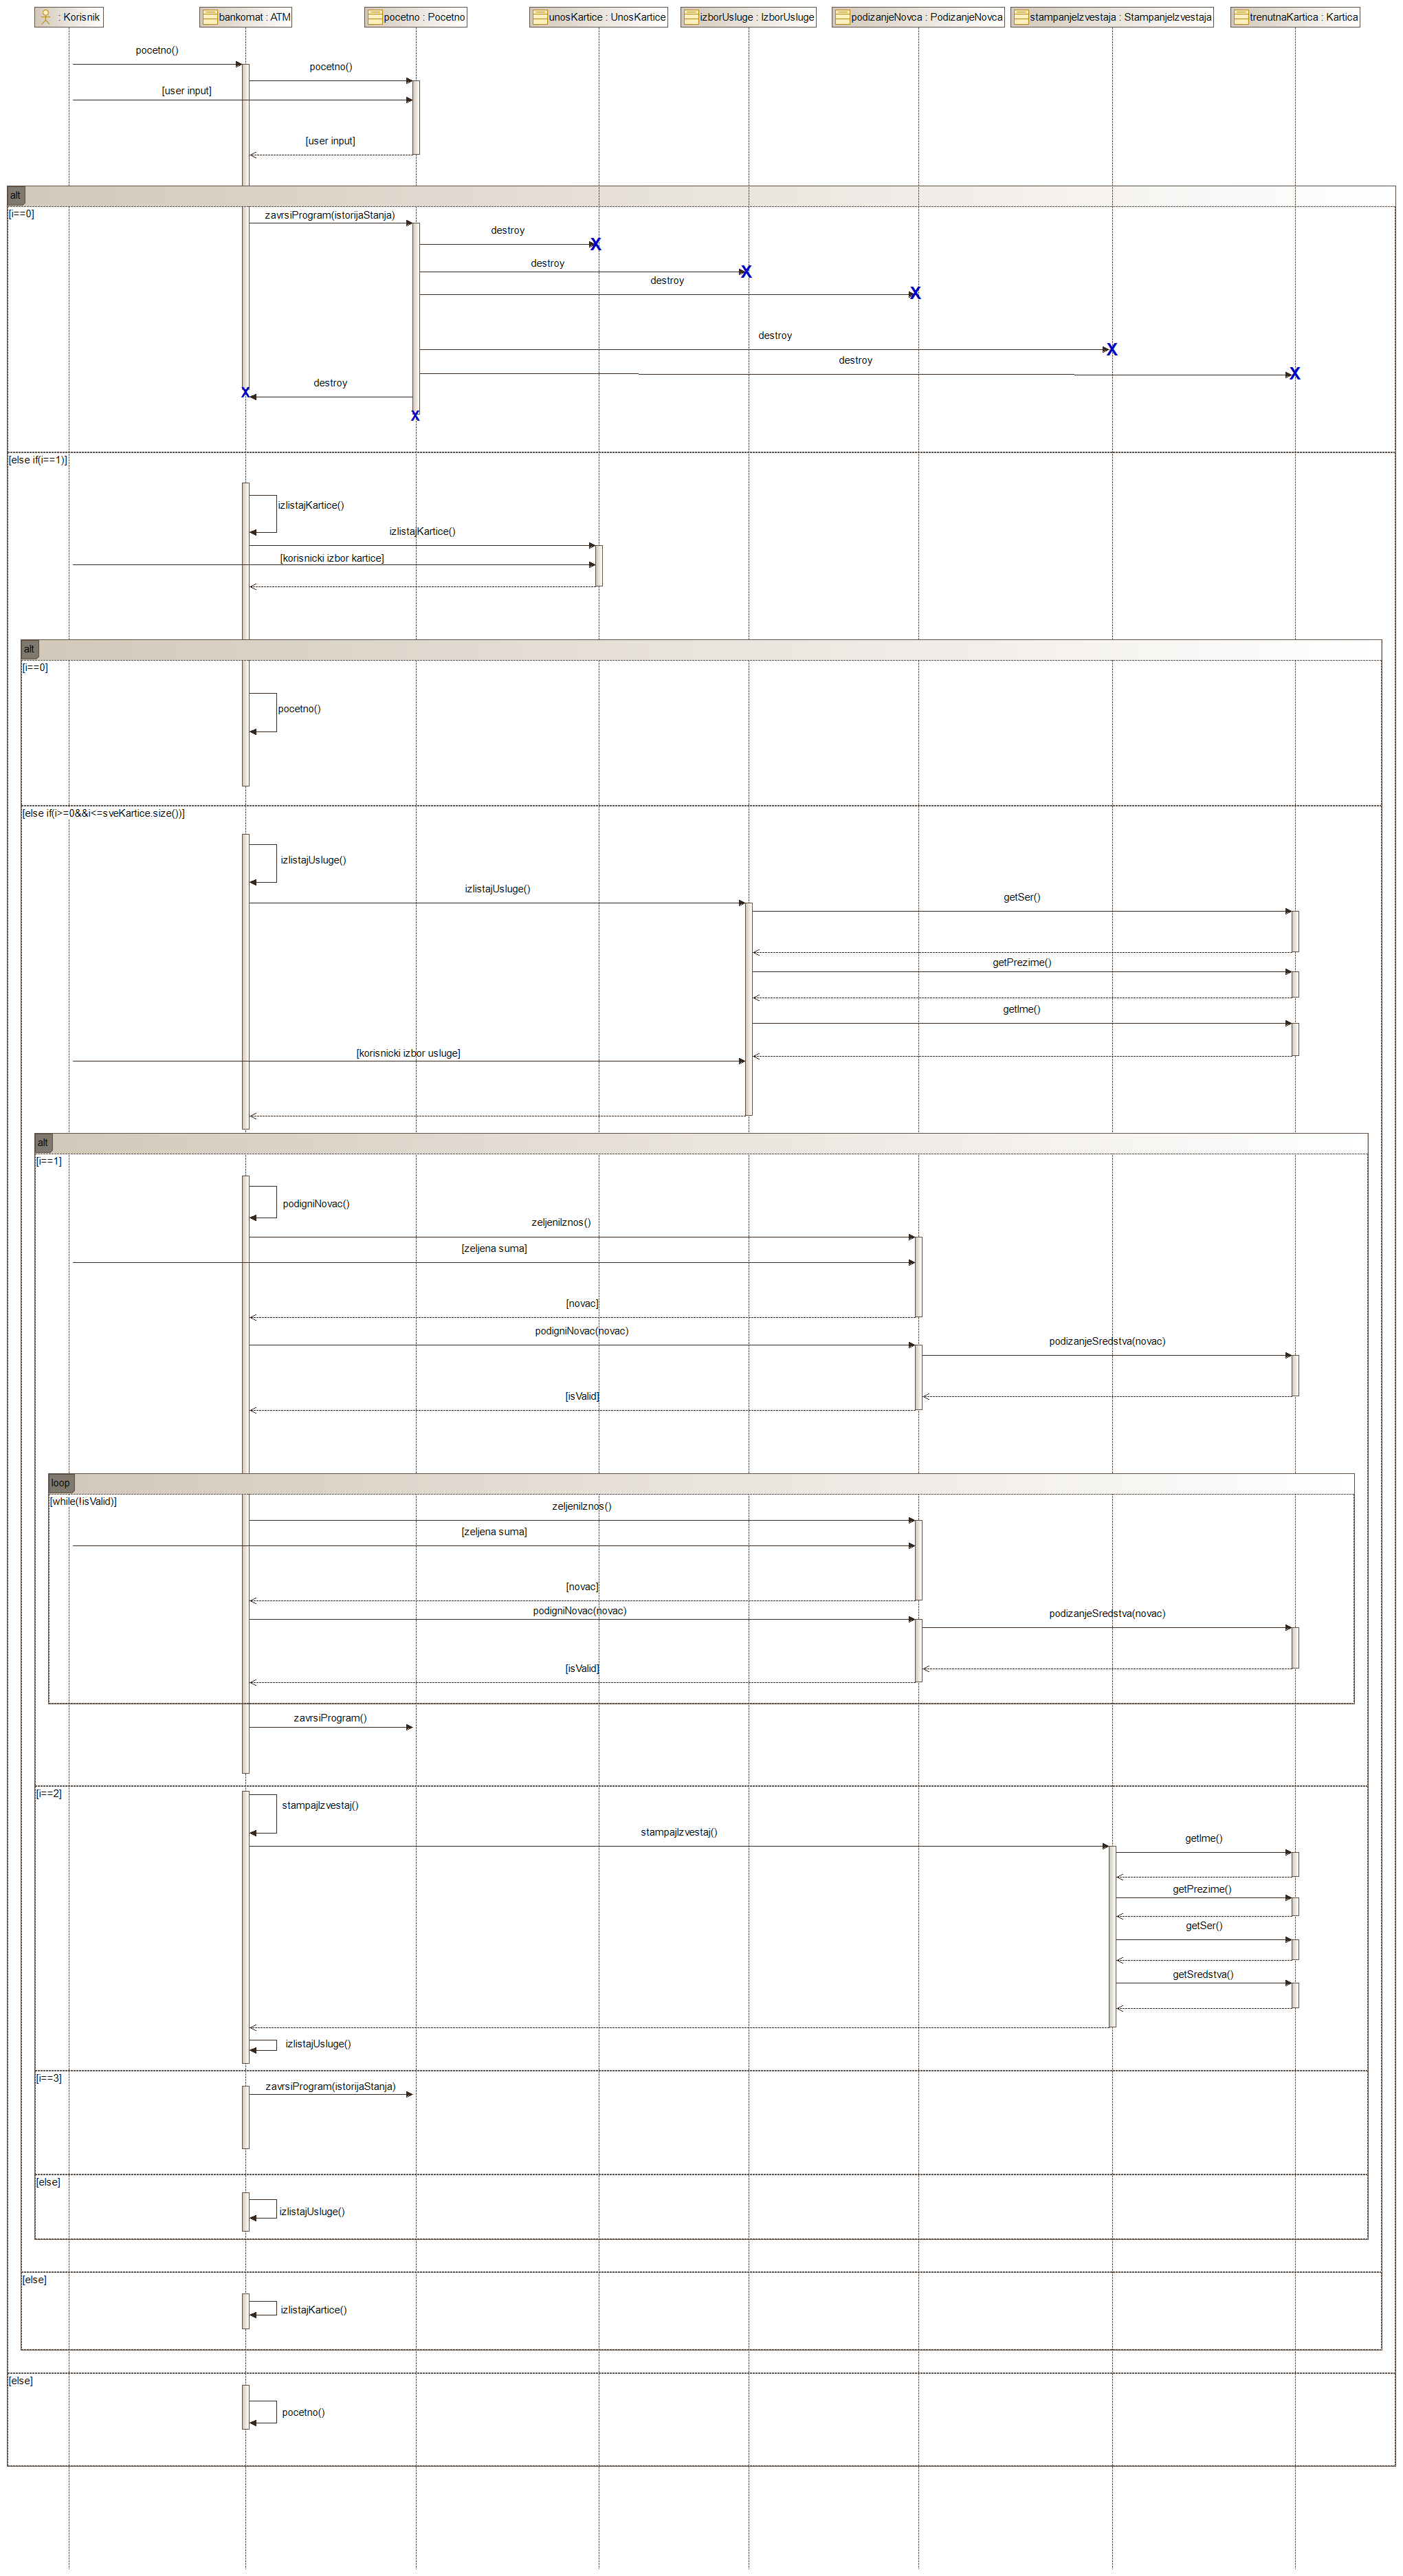 : Korisnik
bankomat : ATM
pocetno : Pocetno
unosKartice : UnosKartice
izborUsluge : IzborUsluge
podizanjeNovca : PodizanjeNovca
stampanjeIzvestaja : StampanjeIzvestaja
trenutnaKartica : Kartica
pocetno()
pocetno()
[user input]
[user input]
alt
[i==0]
zavrsiProgram(istorijaStanja)
destroy
destroy
destroy
destroy
destroy
destroy
[else if(i==1)]
izlistajKartice()
izlistajKartice()
[korisnicki izbor kartice]
alt
[i==0]
pocetno()
[else if(i>=0&&i<=sveKartice.size())]
izlistajUsluge()
izlistajUsluge()
getSer()
getPrezime()
getIme()
[korisnicki izbor usluge]
alt
[i==1]
podigniNovac()
zeljeniIznos()
[zeljena suma]
[novac]
podigniNovac(novac)
podizanjeSredstva(novac)
[isValid]
loop
[while(!isValid)]
zeljeniIznos()
[zeljena suma]
[novac]
podigniNovac(novac)
podizanjeSredstva(novac)
[isValid]
zavrsiProgram()
[i==2]
stampajIzvestaj()
stampajIzvestaj()
getIme()
getPrezime()
getSer()
getSredstva()
izlistajUsluge()
[i==3]
zavrsiProgram(istorijaStanja)
[else]
izlistajUsluge()
[else]
izlistajKartice()
[else]
pocetno()